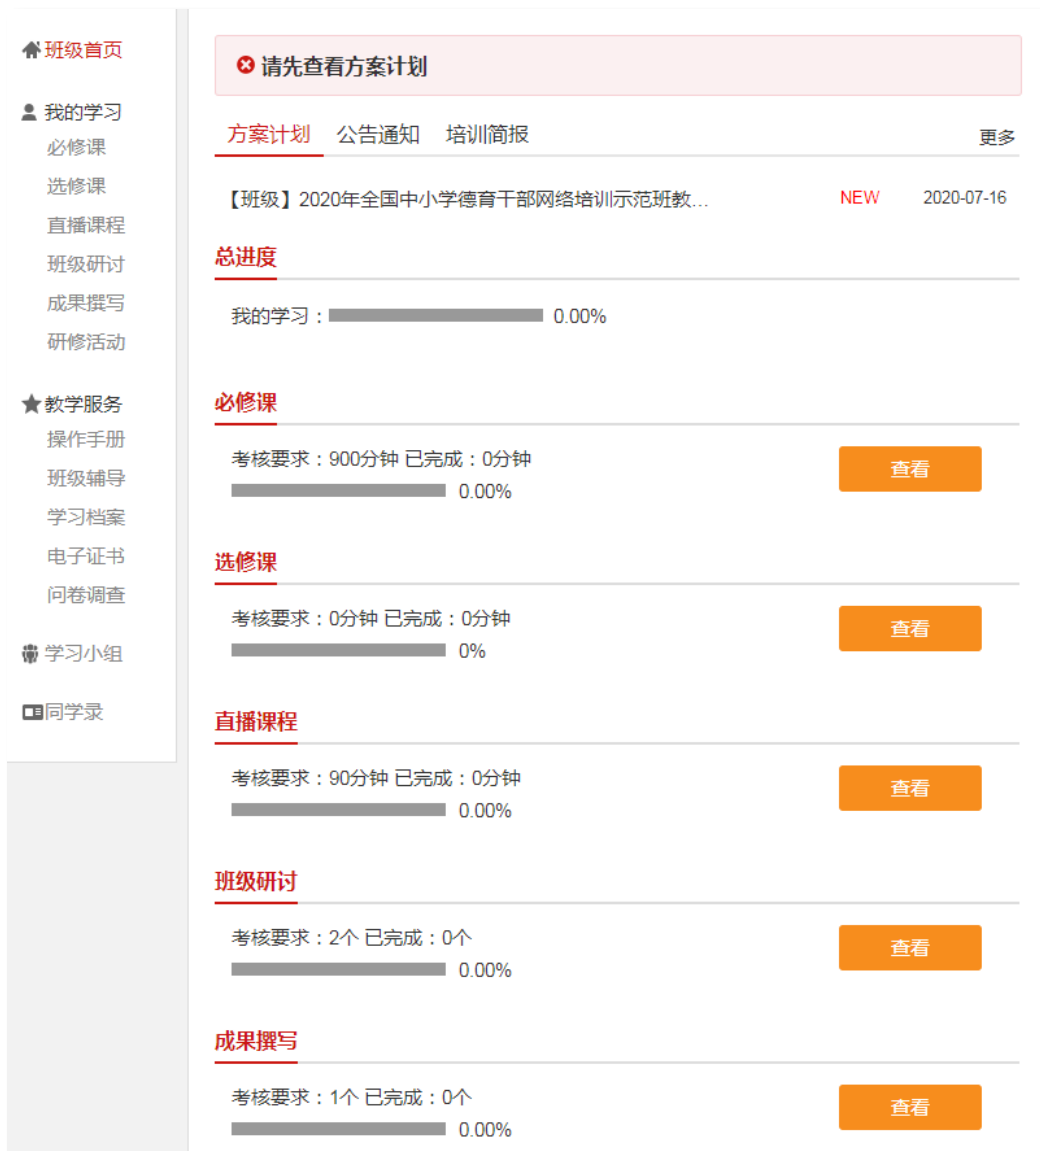 班级首页
我的学习
必修课
选修课
直播课程
班级研讨
成果撰写
研修活动
教学服务
操作手册
班级辅导
学习档案
电子证书
问卷调查
学习小组
同学录
请先查看方案计划
方案计划 公告通知 培训简报 更多
【班级】2020年全国中小学德育干部网络培训示范班教... NEW 2020-07-16
总进度
我的学习：0.00%
必修课
考核要求：900分钟 已完成：0分钟
0.00%
查看
选修课
考核要求：0分钟 已完成：0分钟
0%
查看
直播课程
考核要求：90分钟 已完成：0分钟
0.00%
查看
班级研讨
考核要求：2个 已完成：0个
0.00%
查看
成果撰写
考核要求：1个 已完成：0个
0.00%
查看